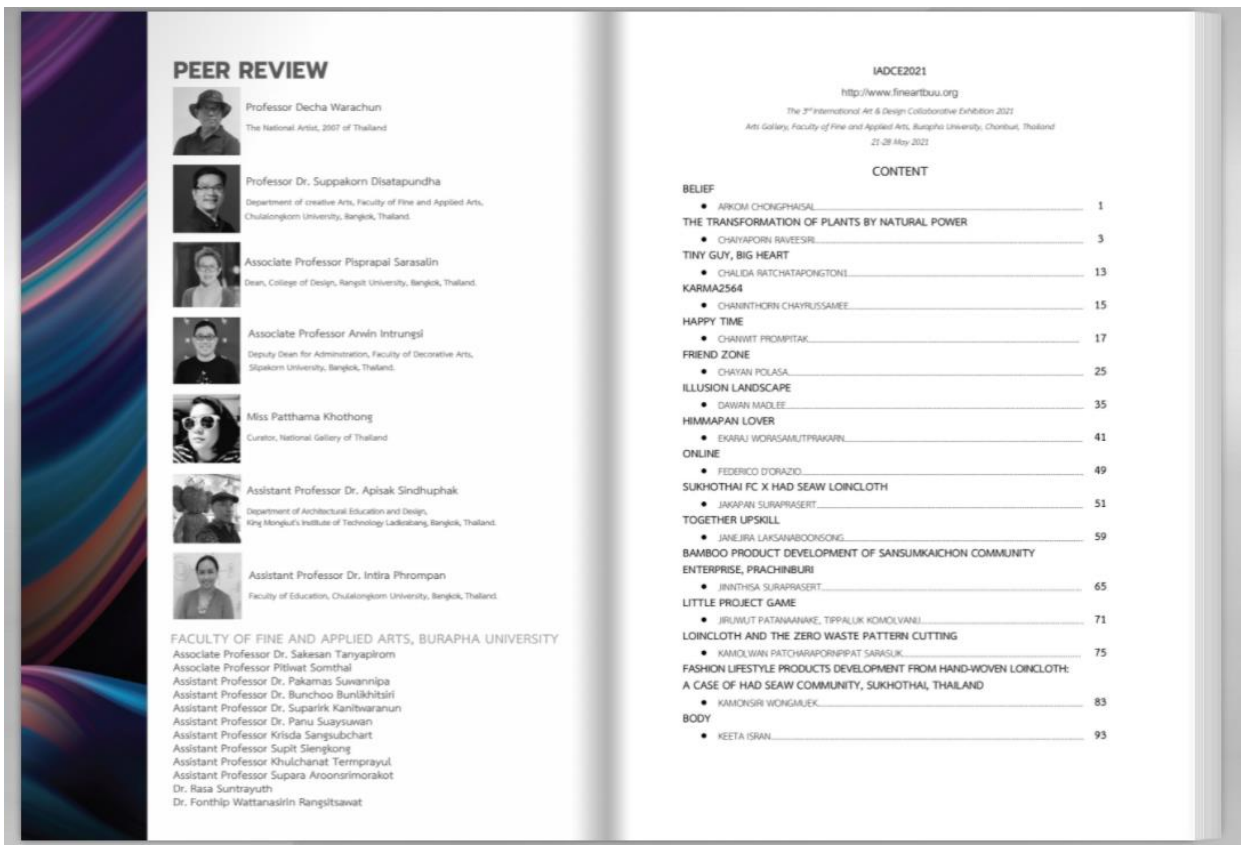 PEER REVIEW
Professor Decha Warachun
The National Artist, 2007 of Thailand
Professor Dr. Suppakorn Disatapundha
Department of creative Arts, Faculty of Fine and Applied Arts,
Chulalongkorn University, Bangkok, Thailand.
Associate Professor Pisprapai Sarasalin
Dean, College of Design, Rangsit University, Bangkok, Thailand.
Associate Professor Arwin Intrungsi
Deputy Dean for Adminstration, Faculty of Decorative Arts,
Silpakorn University, Bangkok, Thailand.
Miss Patthama Khothong
Curator, National Gallery of Thailand
Assistant Professor Dr. Apisak Sindhuphak
Department of Architectural Education and Design,
King Mongkut's Institute of Technology Ladkrabang, Bangkok, Thailand.
Assistant Professor Dr. Intira Phrompan
Faculty of Education, Chulalongkorn University, Bangkok, Thailand.
FACULTY OF FINE AND APPLIED ARTS, BURAPHA UNIVERSITY
Associate Professor Dr. Sakesan Tanyapirom
Associate Professor Pitiwat Somthai
Assistant Professor Dr. Pakamas Suwannipa
Assistant Professor Dr. Bunchoo Bunlikhitsiri
Assistant Professor Dr. Suparirk Kanitwaranun
Assistant Professor Dr. Panu Suaysuwan
Assistant Professor Krisda Sangsubchart
Assistant Professor Supit Siengkong
Assistant Professor Khulchanat Termprayul
Assistant Professor Supara Aroonsrimorakot
Dr. Rasa Suntrayuth
Dr. Fonthip Wattanasirin Rangsitsawat
IADCE2021
http://www.fineartbuu.org
The 3rd International Art & Design Collaborative Exhibition 2021
Arts Gallery, Faculty of Fine and Applied Arts, Burapha University, Chonburi, Thailand
21-28 May 2021
CONTENT
BELIEF
• ARKOM CHONGPHAISAL 1
THE TRANSFORMATION OF PLANTS BY NATURAL POWER
• CHAIYAPORN RAVEESIRI 3
TINY GUY, BIG HEART
• CHALIDA RATCHATAPONGTON1 13
KARMA2564
• CHANINTHORN CHAYRUSSAMEE 15
HAPPY TIME
• CHANWIT PROMPITAK 17
FRIEND ZONE
• CHAYAN POLASA 25
ILLUSION LANDSCAPE
• DAWAN MADLEE 35
HIMMAPAN LOVER
• EKARAJ WORASAMUTPRAKARN 41
ONLINE
• FEDERICO D'ORAZIO 49
SUKHOTHAI FC X HAD SEAW LOINCLOTH
• JAKAPAN SURAPRASERT 51
TOGETHER UPSKILL
• JANEJIRA LAKSANABOONSONG 59
BAMBOO PRODUCT DEVELOPMENT OF SANSUMKAICHON COMMUNITY
ENTERPRISE, PRACHINBURI
• JINNTHISA SURAPRASERT 65
LITTLE PROJECT GAME
• JIRUWUT PATANAANAKE, TIPPALUK KOMOLVANIJ 71
LOINCLOTH AND THE ZERO WASTE PATTERN CUTTING
• KAMOLWAN PATCHARAPORNPIPAT SARASUK 75
FASHION LIFESTYLE PRODUCTS DEVELOPMENT FROM HAND-WOVEN LOINCLOTH:
A CASE OF HAD SEAW COMMUNITY, SUKHOTHAI, THAILAND
• KAMONSIRI WONGMUEK 83
BODY
• KEETA ISRAN 93